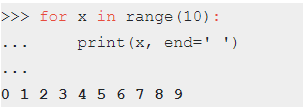 >>> for x in range(10):
...     print(x, end=' ')
...
0 1 2 3 4 5 6 7 8 9